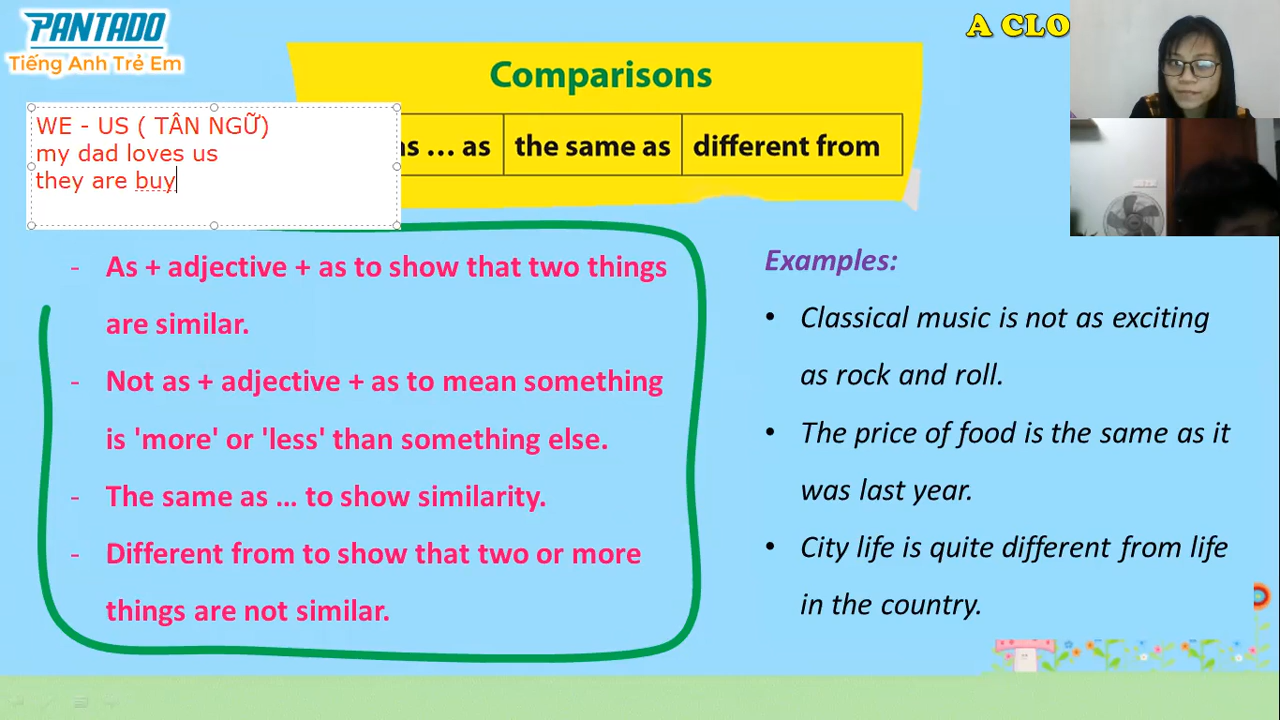 PANTADO
Tiếng Anh Trẻ Em
A CLO
Comparisons
as … as
the same as
different from
WE - US ( TÂN NGỮ)
my dad loves us
they are buy
- As + adjective + as to show that two things
are similar.
- Not as + adjective + as to mean something
is 'more' or 'less' than something else.
- The same as … to show similarity.
- Different from to show that two or more
things are not similar.
Examples:
• Classical music is not as exciting
as rock and roll.
• The price of food is the same as it
was last year.
• City life is quite different from life
in the country.